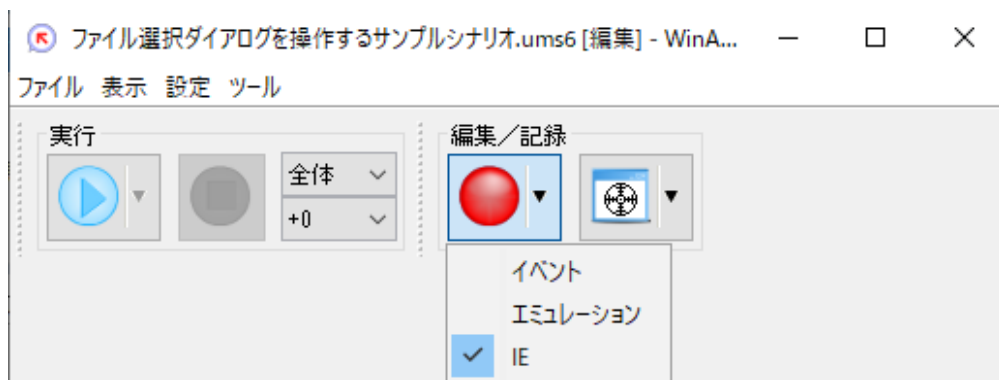 ファイル選択ダイアログを操作するサンプルシナリオ.ums6 [編集] - WinA...
ファイル 表示 設定 ツール
実行
編集／記録
全体
+0
イベント
エミュレーション
IE